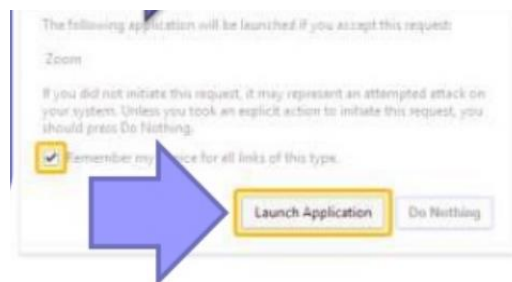 The following application will be launched if you accept this request:
Zoom
If you did not initiate this request, it may represent an attempted attack on
your system. Unless you took an explicit action to initiate this request, you
should press Do Nothing.
Remember my choice for all links of this type.
Launch Application
Do Nothing